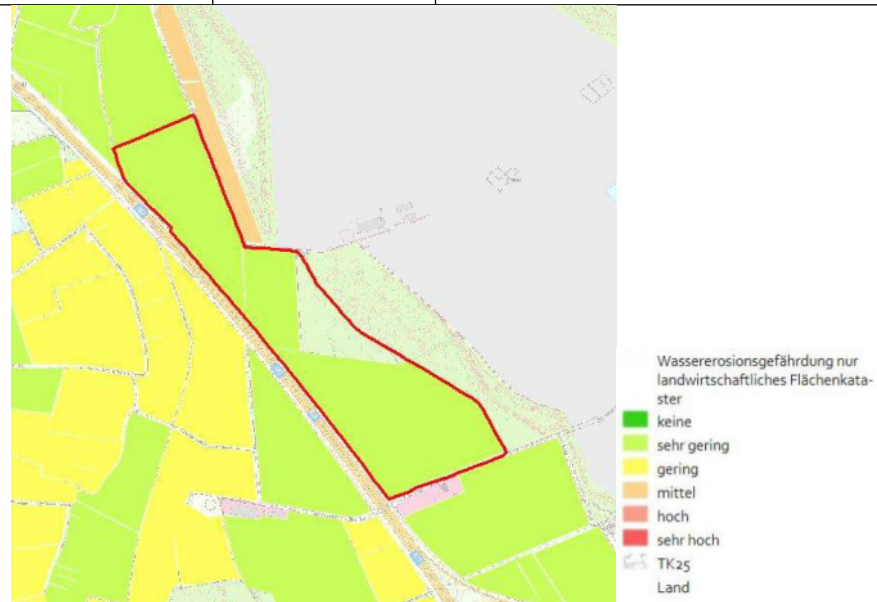 Wassererosionsgefährdung nur
landwirtschaftliches Flächenkata-
ster
keine
sehr gering
gering
mittel
hoch
sehr hoch
TK25
Land